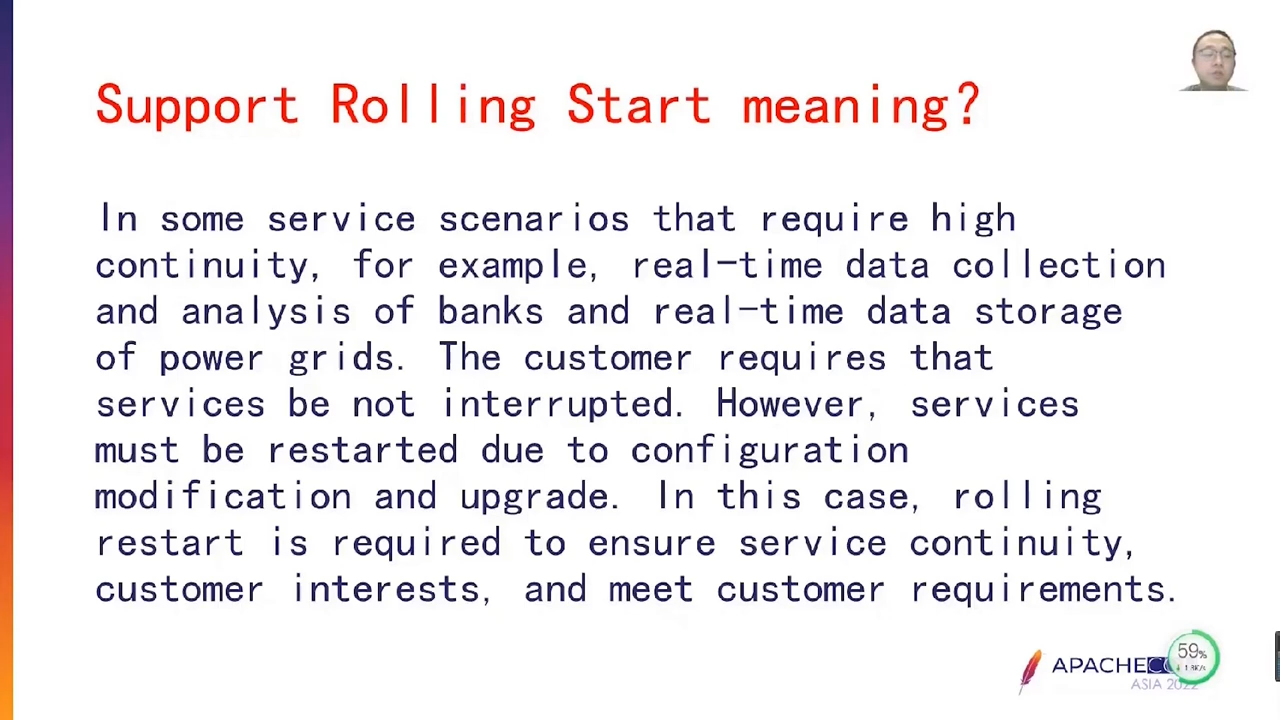 Support Rolling Start meaning?
In some service scenarios that require high
continuity, for example, real-time data collection
and analysis of banks and real-time data storage
of power grids. The customer requires that
services be not interrupted. However, services
must be restarted due to configuration
modification and upgrade. In this case, rolling
restart is required to ensure service continuity,
customer interests, and meet customer requirements.
59%
APACHE
ASIA